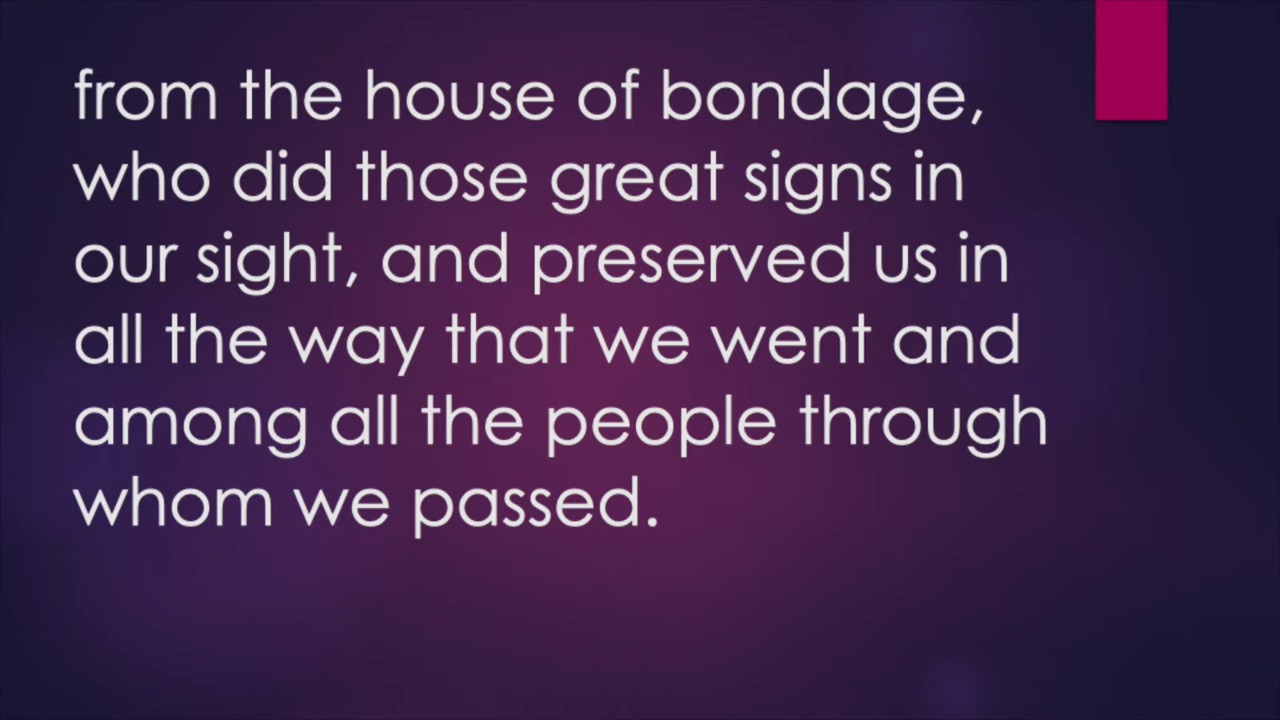 from the house of bondage,
who did those great signs in
our sight, and preserved us in
all the way that we went and
among all the people through
whom we passed.